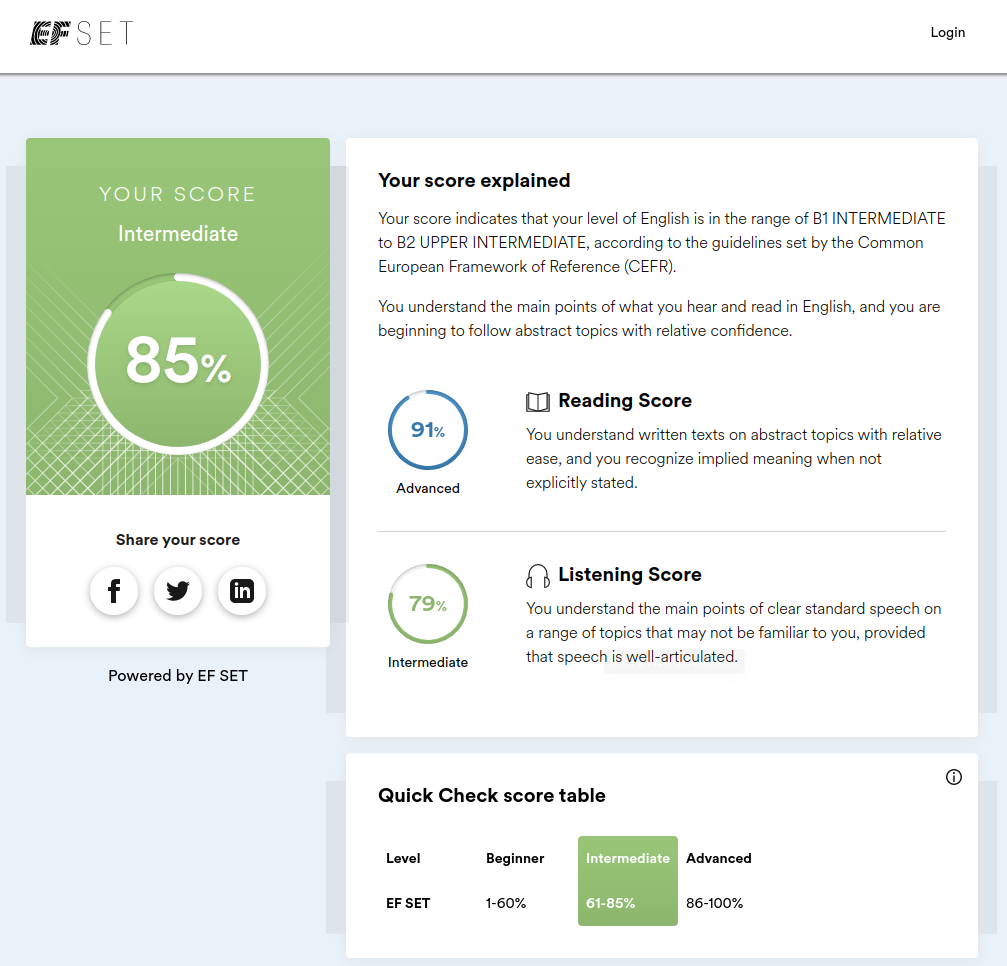 EF SET
Login
YOUR SCORE
Intermediate
85%
Share your score
f
in
Powered by EF SET
Your score explained
Your score indicates that your level of English is in the range of B1 INTERMEDIATE
to B2 UPPER INTERMEDIATE, according to the guidelines set by the Common
European Framework of Reference (CEFR).
You understand the main points of what you hear and read in English, and you are
beginning to follow abstract topics with relative confidence.
91%
Advanced
Reading Score
You understand written texts on abstract topics with relative
ease, and you recognize implied meaning when not
explicitly stated.
79%
Intermediate
Listening Score
You understand the main points of clear standard speech on
a range of topics that may not be familiar to you, provided
that speech is well-articulated.
Quick Check score table
Level Beginner Intermediate Advanced
EF SET 1-60% 61-85% 86-100%